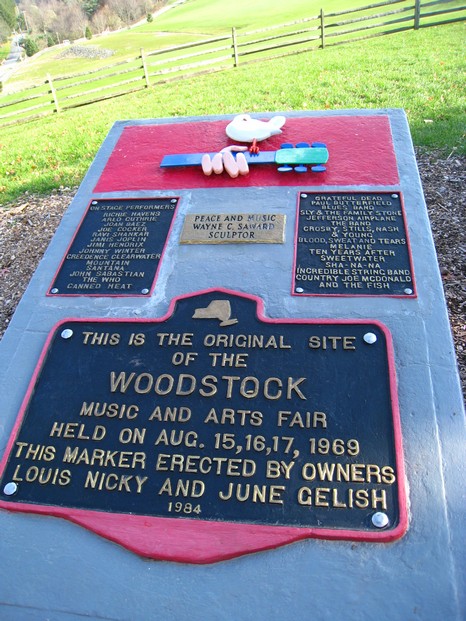 ON STAGE PERFORMERS
RICHIE HAVENS
ARLO GUTHRIE
JOAN BAEZ
JOE COCKER
RAVI SHANKAR
JANIS JOPLIN
JIMI HENDRIX
JOHNNY WINTER
CREEDENCE CLEARWATER
MOUNTAIN
SANTANA
JOHN SABASTIAN
THE WHO
CANNED HEAT
PEACE AND MUSIC
WAYNE C. SAWARD
SCULPTOR
GRATEFUL DEAD
PAUL BUTTERFIELD
BLUES BAND
SLY & THE FAMILY STONE
JEFFERSON AIRPLANE
THE BAND
CROSBY, STILLS, NASH
& YOUNG
BLOOD, SWEAT AND TEARS
MELANIE
TEN YEARS AFTER
SWEETWATER
SHA-NA-NA
INCREDIBLE STRING BAND
COUNTRY JOE MCDONALD
AND THE FISH
THIS IS THE ORIGINAL SITE
OF THE
WOODSTOCK
MUSIC AND ARTS FAIR
HELD ON AUG. 15,16,17, 1969
THIS MARKER ERECTED BY OWNERS
LOUIS NICKY AND JUNE GELISH
1984